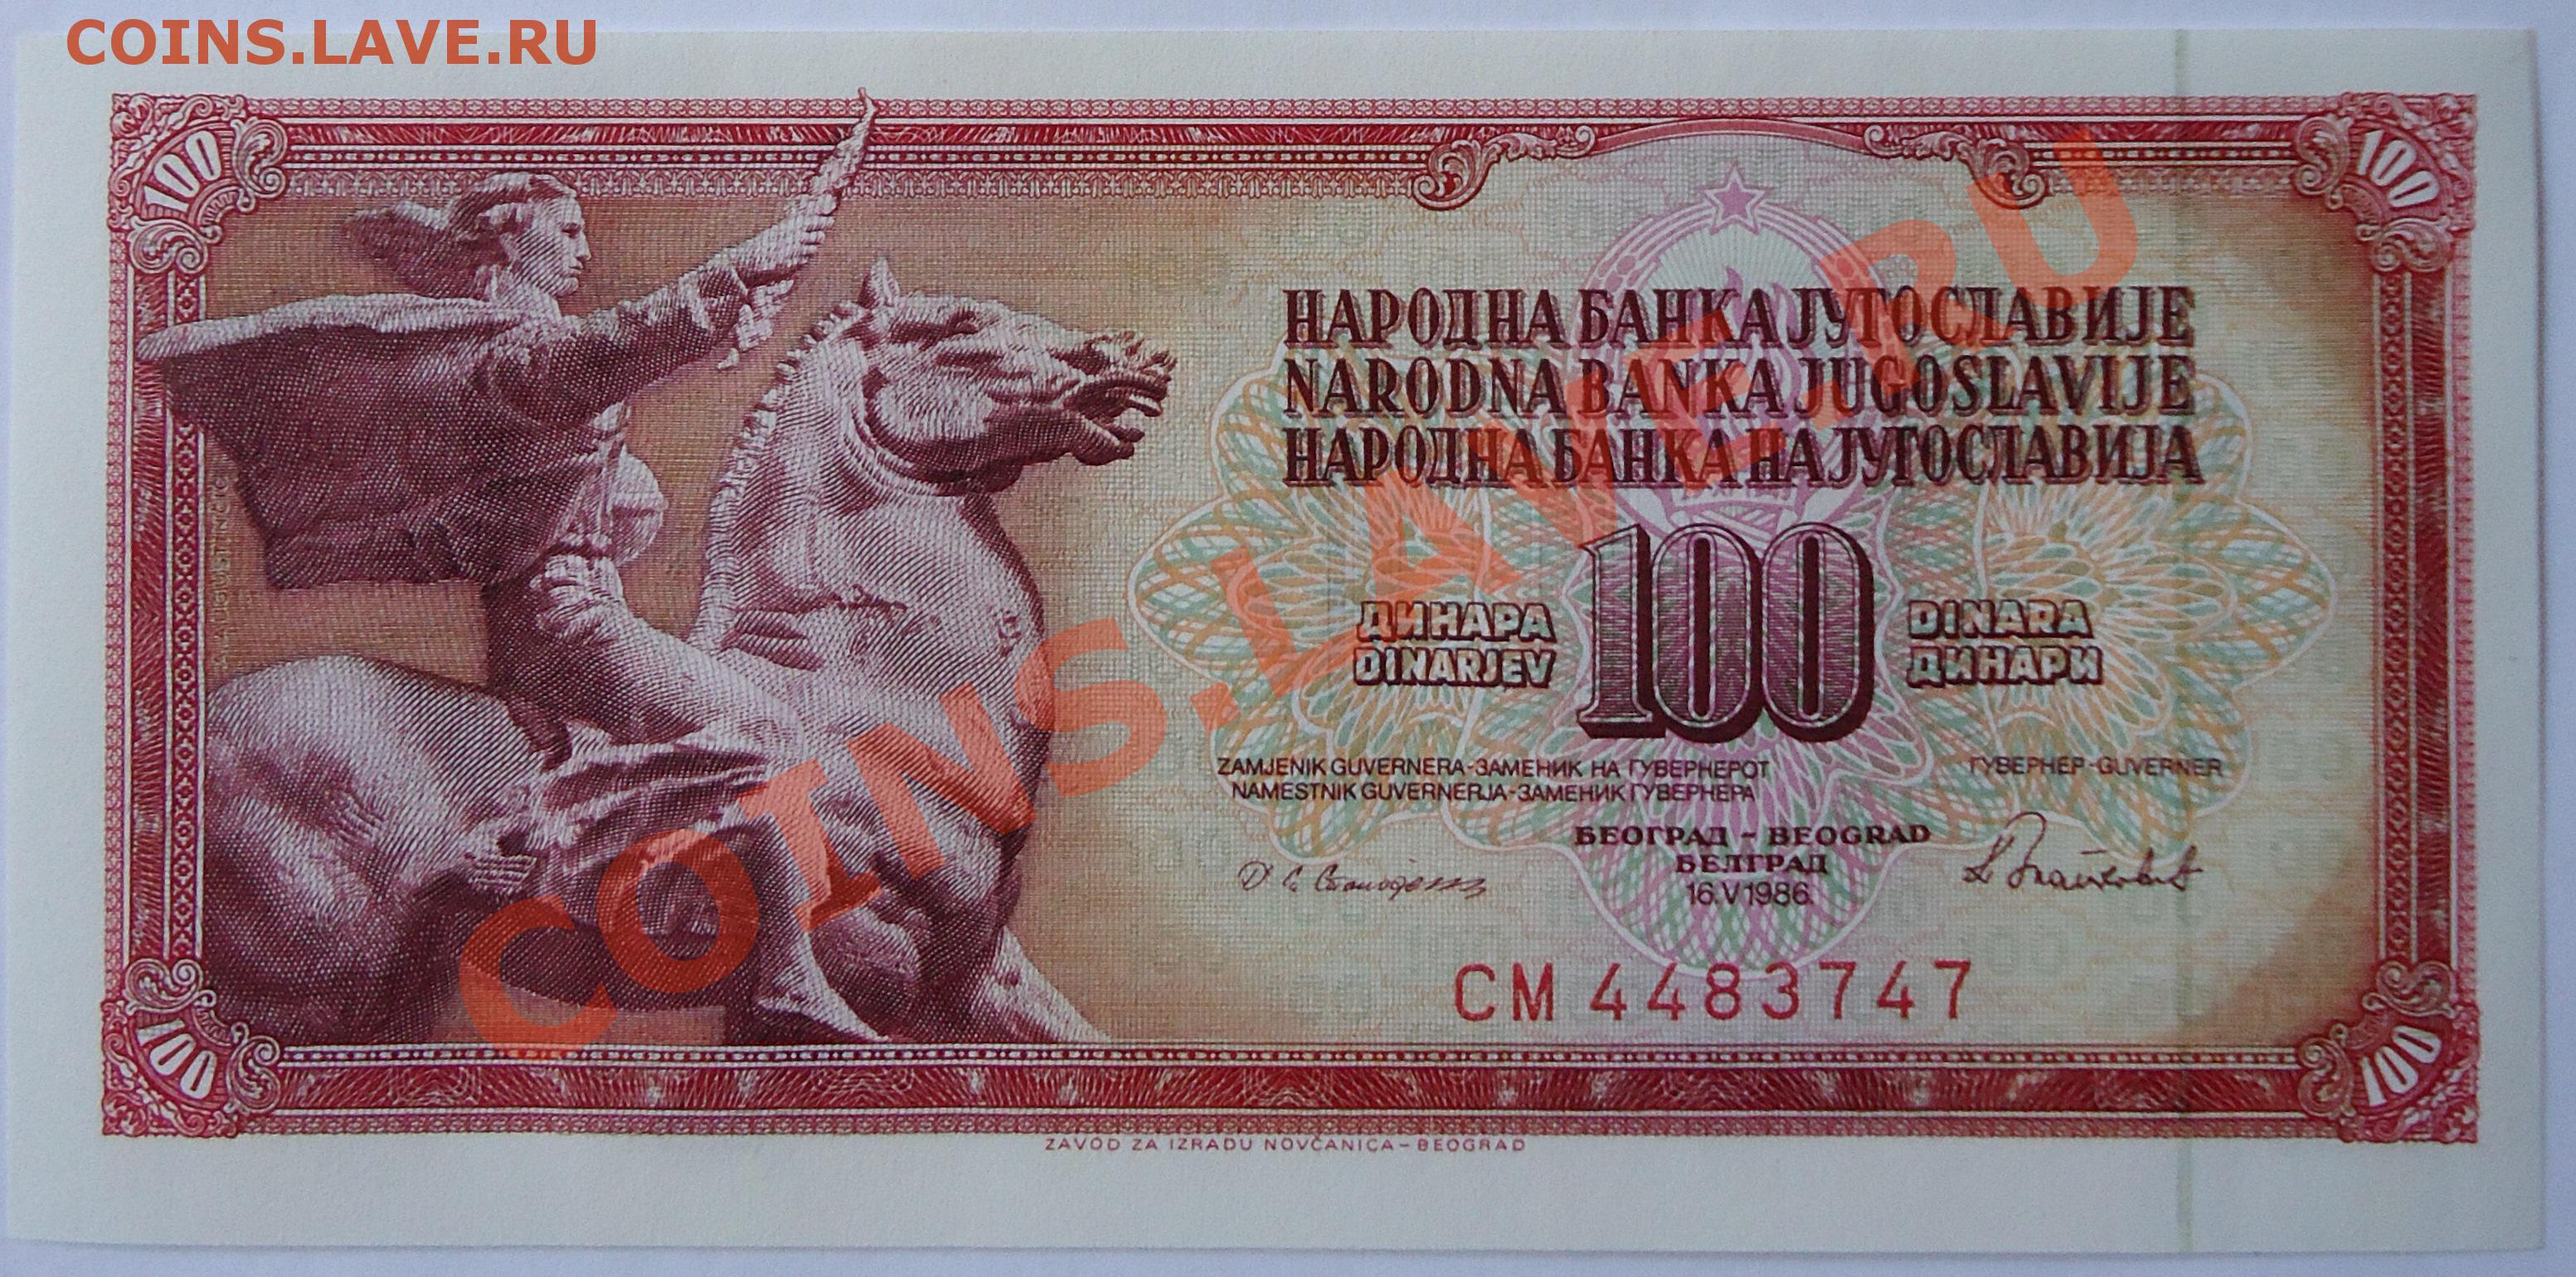 COINS.LAVE.RU
100
100
НАРОДНА БАНКА ЈУГОСЛАВИЈЕ
NARODNA BANKA JUGOSLAVIJE
НАРОДНА БАНКА НА ЈУГОСЛАВИЈА
ДИНАРА
DINARJEV
100
DINARA
ДИНАРИ
ZAMJENIK GUVERNERA-ЗАМЕНИК НА ГУВЕРНЕРОТ
NAMESTNIK GUVERNERJA-ЗАМЕНИК ГУВЕРНЕРА
ГУВЕРНЕР-GUVERNER
БЕОГРАД - BEOGRAD
БЕЛГРАД
16.V 1986.
CM 4483747
100
100
ZAVOD ZA IZRADU NOVČANICA-BEOGRAD
COINS.LAVE.RU